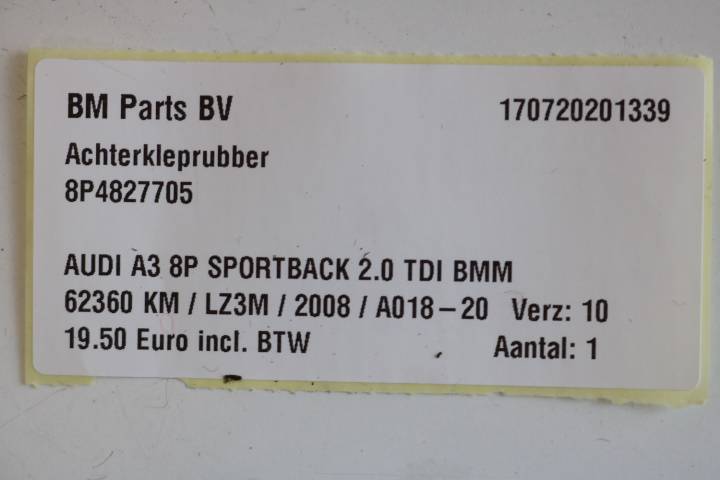 BM Parts BV 170720201339
Achterkleprubber
8P4827705
AUDI A3 8P SPORTBACK 2.0 TDI BMM
62360 KM / LZ3M / 2008 / A018-20 Verz: 10
19.50 Euro incl. BTW Aantal: 1